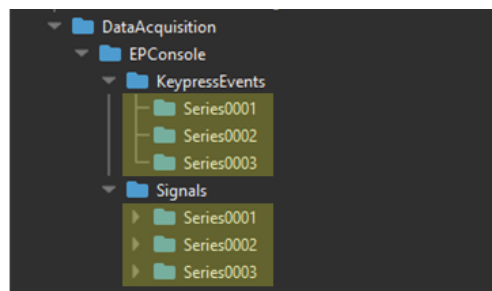 DataAcquisition
EPConsole
KeypressEvents
Series0001
Series0002
Series0003
Signals
Series0001
Series0002
Series0003